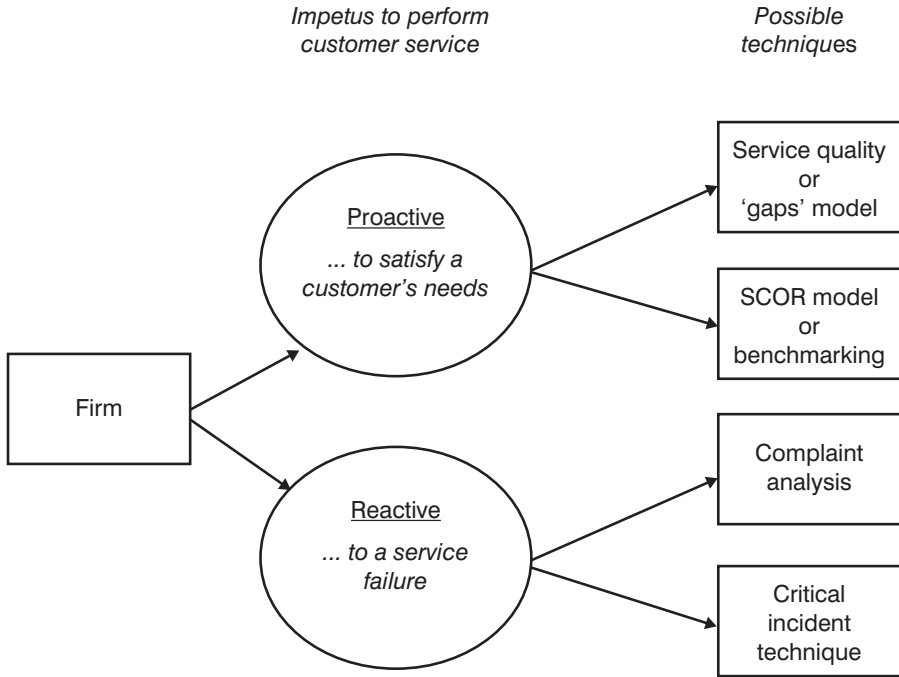 Impetus to perform
customer service
Possible
techniques
Firm
Proactive
... to satisfy a
customer’s needs
Service quality
or
‘gaps’ model
SCOR model
or
benchmarking
Reactive
... to a service
failure
Complaint
analysis
Critical
incident
technique